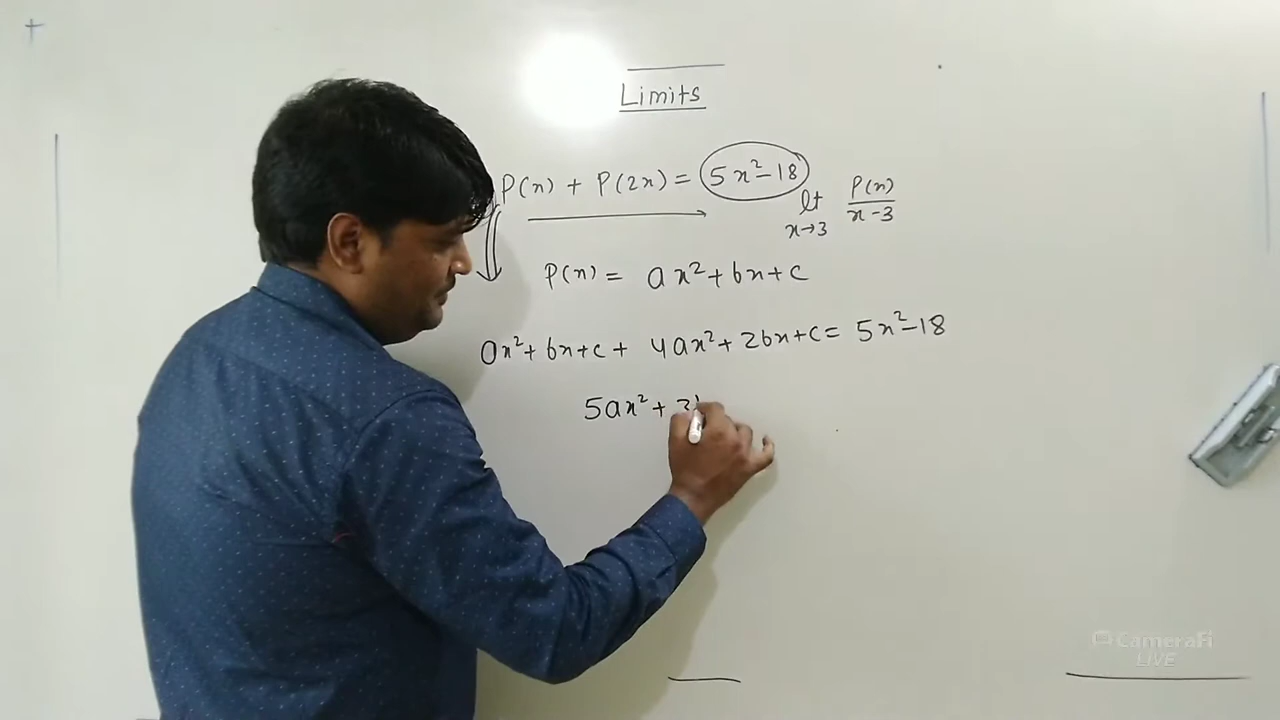 Limits
P(x) + P(2x) = 5x²-18
lt x→3 P(x)/x-3
P(x) = ax²+bx+c
ax²+bx+c + 4ax²+2bx+c = 5x²-18
5ax² + 3
CameraFi
LIVE